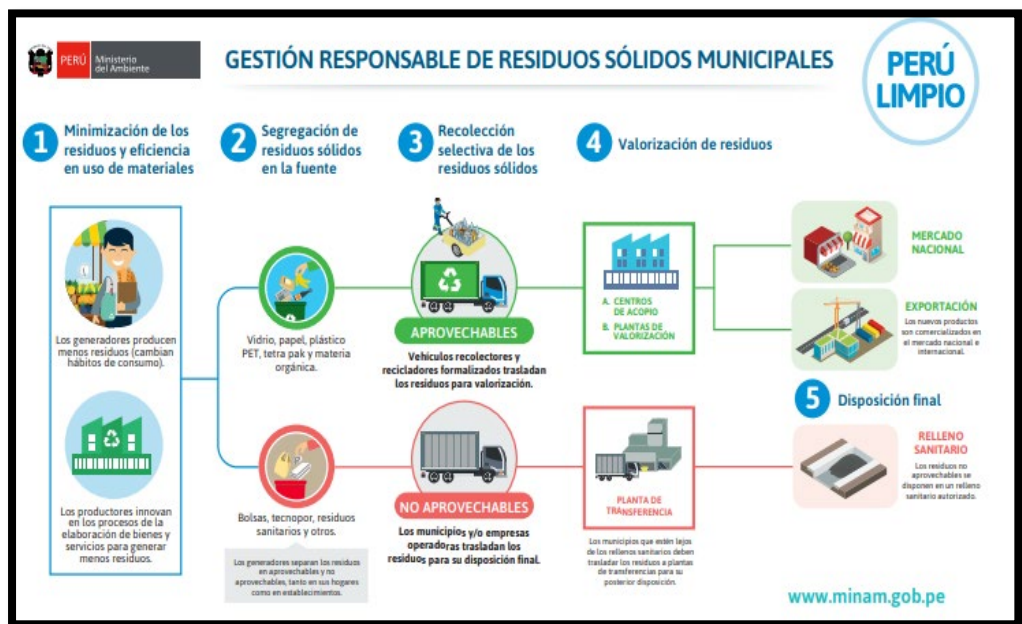 PERÚ
Ministerio
del Ambiente
GESTIÓN RESPONSABLE DE RESIDUOS SÓLIDOS MUNICIPALES
PERÚ
LIMPIO
1
Minimización de los
residuos y eficiencia
en uso de materiales
2
Segregación de
residuos sólidos
en la fuente
3
Recolección
selectiva de los
residuos sólidos
4
Valorización de residuos
Los generadores producen
menos residuos (cambian
hábitos de consumo).
Los productores innovan
en los procesos de la
elaboración de bienes y
servicios para generar
menos residuos.
Vidrio, papel, plástico
PET, tetra pak y materia
orgánica.
Bolsas, tecnopor, residuos
sanitarios y otros.
Los generadores separan los residuos
en aprovechables y no
aprovechables, tanto en sus hogares
como en establecimientos.
APROVECHABLES
Vehículos recolectores y
recicladores formalizados trasladan
los residuos para valorización.
NO APROVECHABLES
Los municipios y/o empresas
operadoras trasladan los
residuos para su disposición final.
A. CENTROS
DE ACOPIO
B. PLANTAS DE
VALORIZACIÓN
PLANTA DE
TRANSFERENCIA
Los municipios que estén lejos
de los rellenos sanitarios deben
trasladar los residuos a plantas
de transferencias para su
posterior disposición.
MERCADO
NACIONAL
EXPORTACIÓN
Los nuevos productos
son comercializados en
el mercado nacional e
internacional.
5
Disposición final
RELLENO
SANITARIO
Los residuos no
aprovechables se
disponen en un relleno
sanitario autorizado.
www.minam.gob.pe